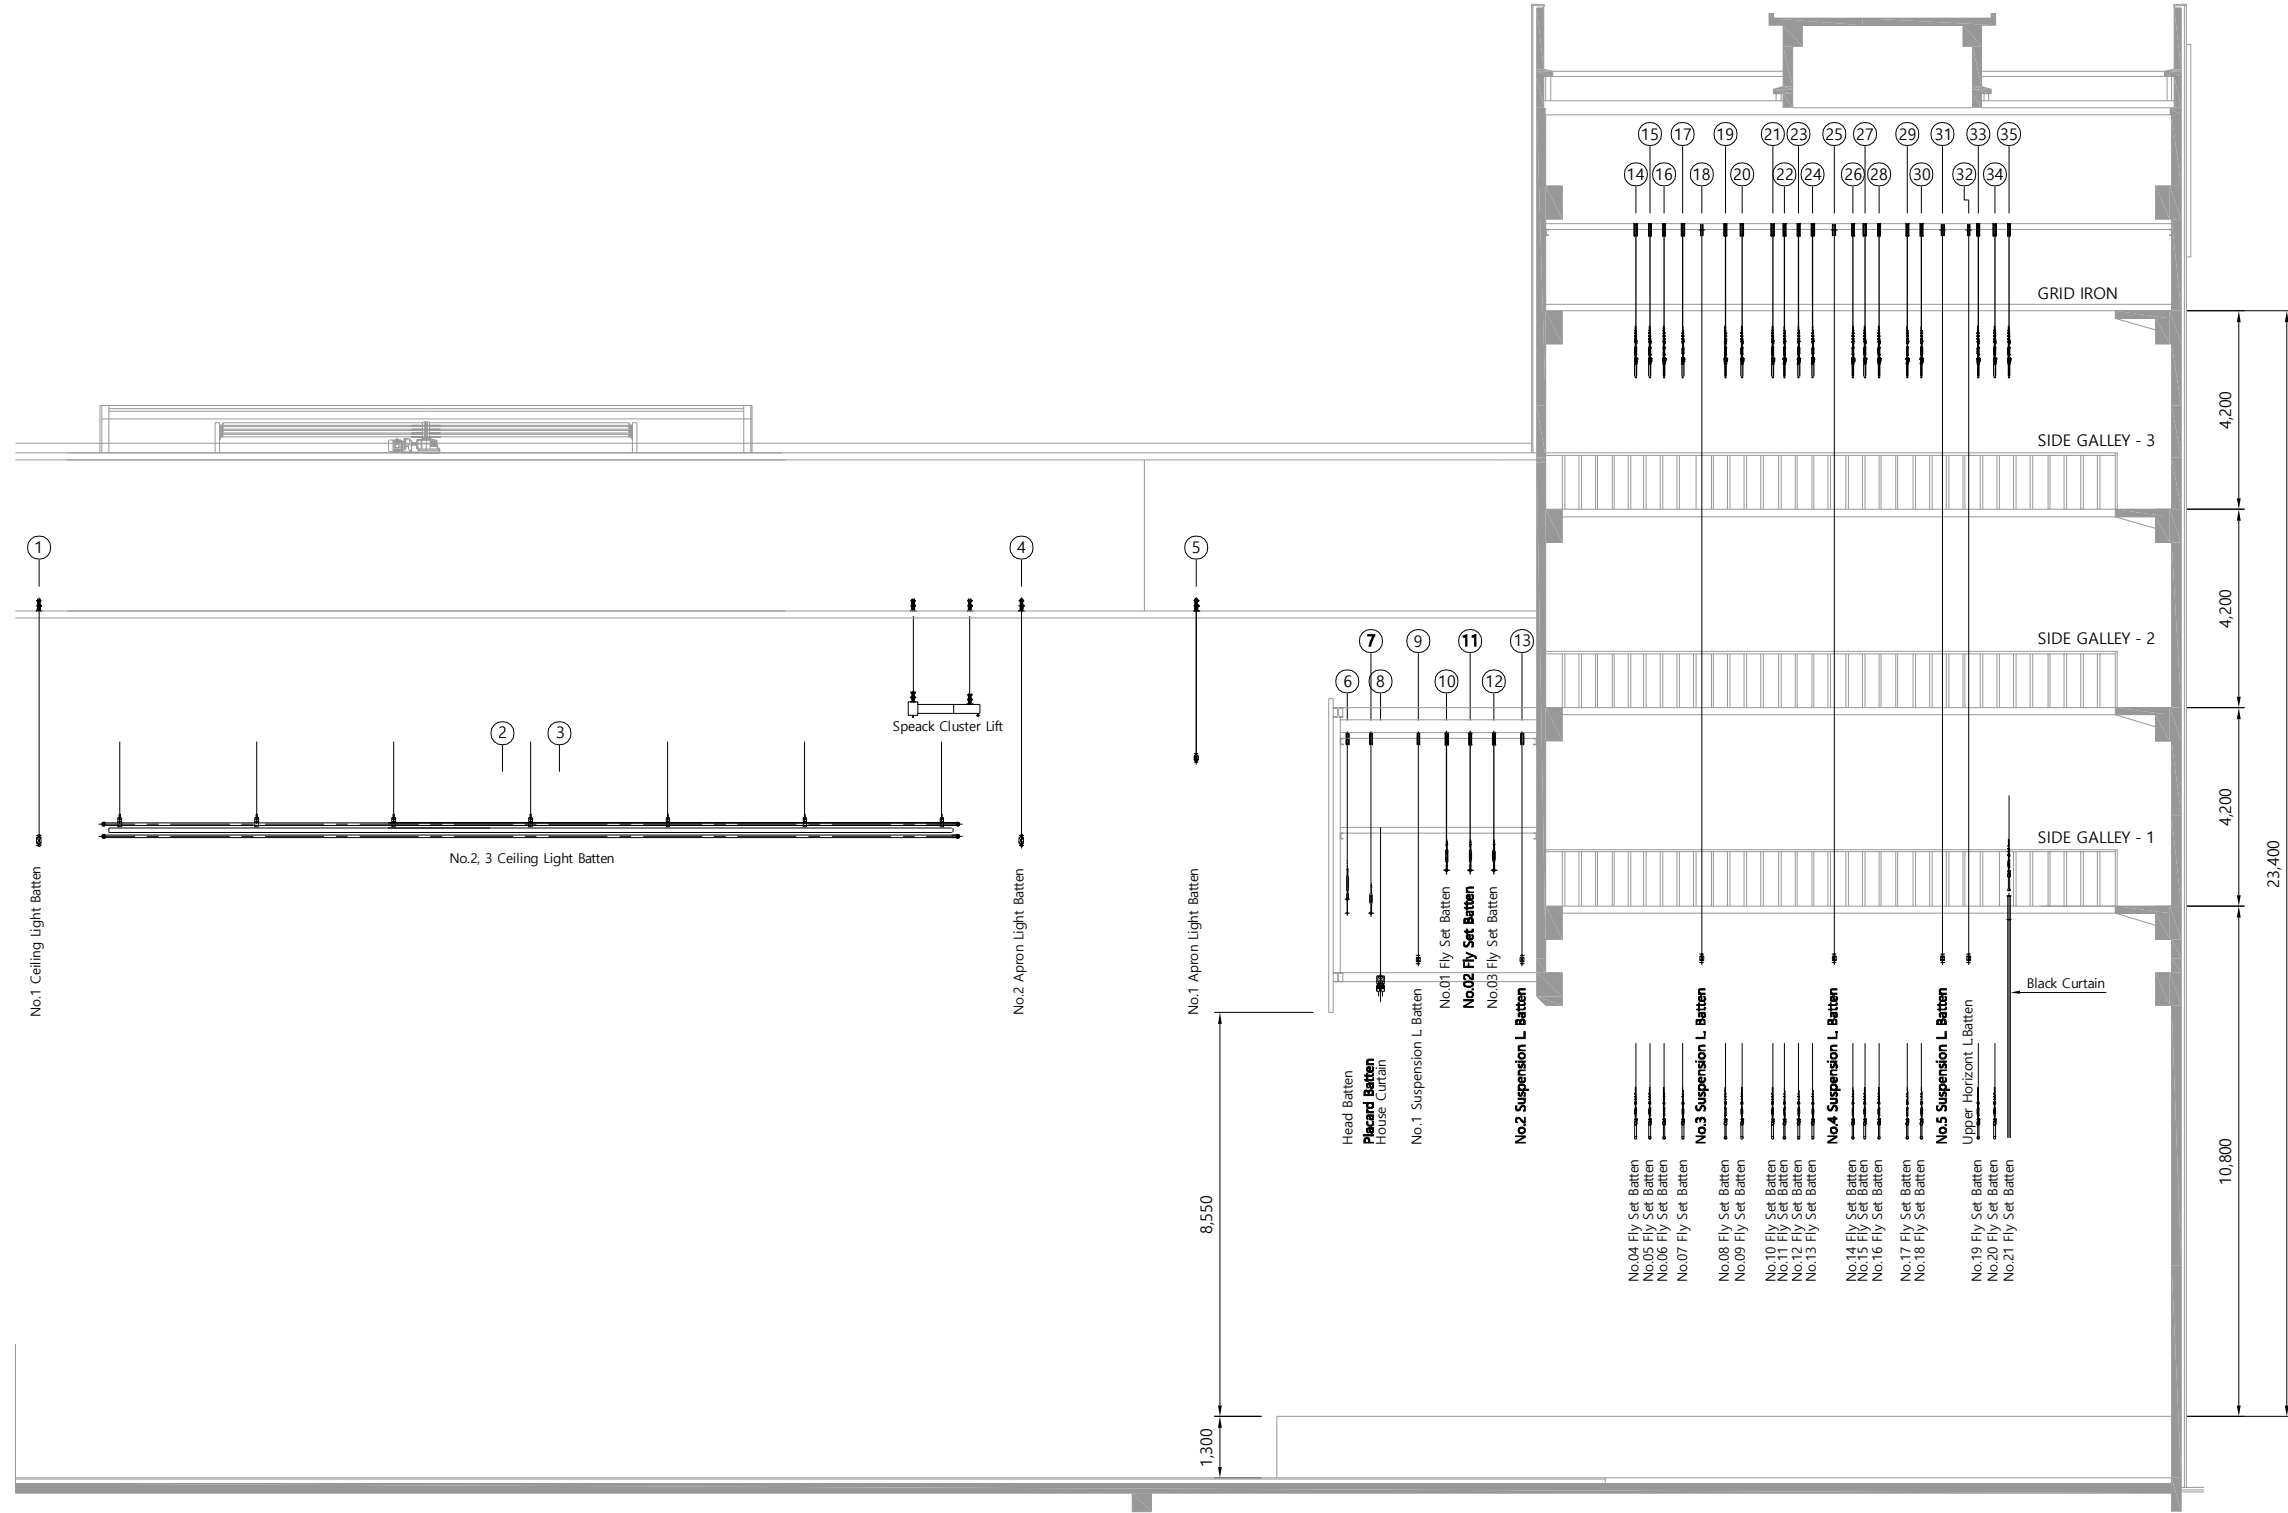 15 17 19 21 23 25 27 29 31 33 35
14 16 18 20 22 24 26 28 30 32 34
GRID IRON
4,200
SIDE GALLEY - 3
1 4 5
4,200
SIDE GALLEY - 2
7 9 11 13
6 8 10 12
Speack Cluster Lift
2 3
4,200
SIDE GALLEY - 1
23,400
No.2, 3 Ceiling Light Batten
No.1 Ceiling Light Batten
No.2 Apron Light Batten
No.1 Apron Light Batten
Head Batten
Placard Batten
House Curtain
No.1 Suspension L. Batten
No.01 Fly Set Batten
No.02 Fly Set Batten
No.03 Fly Set Batten
No.2 Suspension L. Batten
No.3 Suspension L. Batten
No.4 Suspension L. Batten
No.5 Suspension L. Batten
Upper Horizont L.Batten
Black Curtain
No.04 Fly Set Batten
No.05 Fly Set Batten
No.06 Fly Set Batten
No.07 Fly Set Batten
No.08 Fly Set Batten
No.09 Fly Set Batten
No.10 Fly Set Batten
No.11 Fly Set Batten
No.12 Fly Set Batten
No.13 Fly Set Batten
No.14 Fly Set Batten
No.15 Fly Set Batten
No.16 Fly Set Batten
No.17 Fly Set Batten
No.18 Fly Set Batten
No.19 Fly Set Batten
No.20 Fly Set Batten
No.21 Fly Set Batten
10,800
8,550
1,300